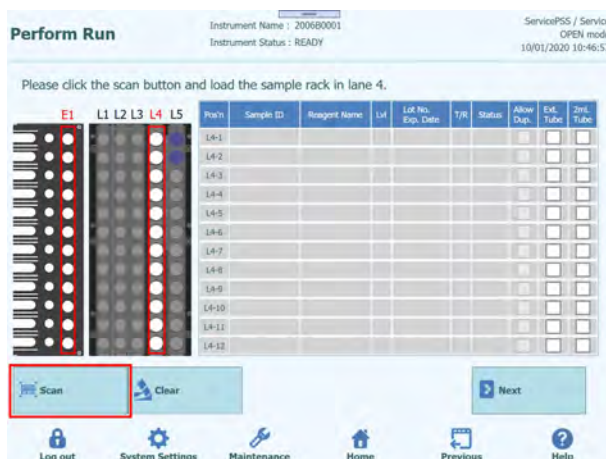 Perform Run
Instrument Name : 2006B0001
Instrument Status : READY
ServicePSS / Servic
OPEN mod
10/01/2020 10:46:5
Please click the scan button and load the sample rack in lane 4.
E1 L1 L2 L3 L4 L5
Pos'n Sample ID Reagent Name Lvl Lot No. Exp. Date T/R Status Allow Dup. Ext. Tube 2mL Tube
L4-1
L4-2
L4-3
L4-4
L4-5
L4-6
L4-7
L4-8
L4-9
L4-10
L4-11
L4-12
Scan Clear Next
Log out System Settings Maintenance Home Previous Help